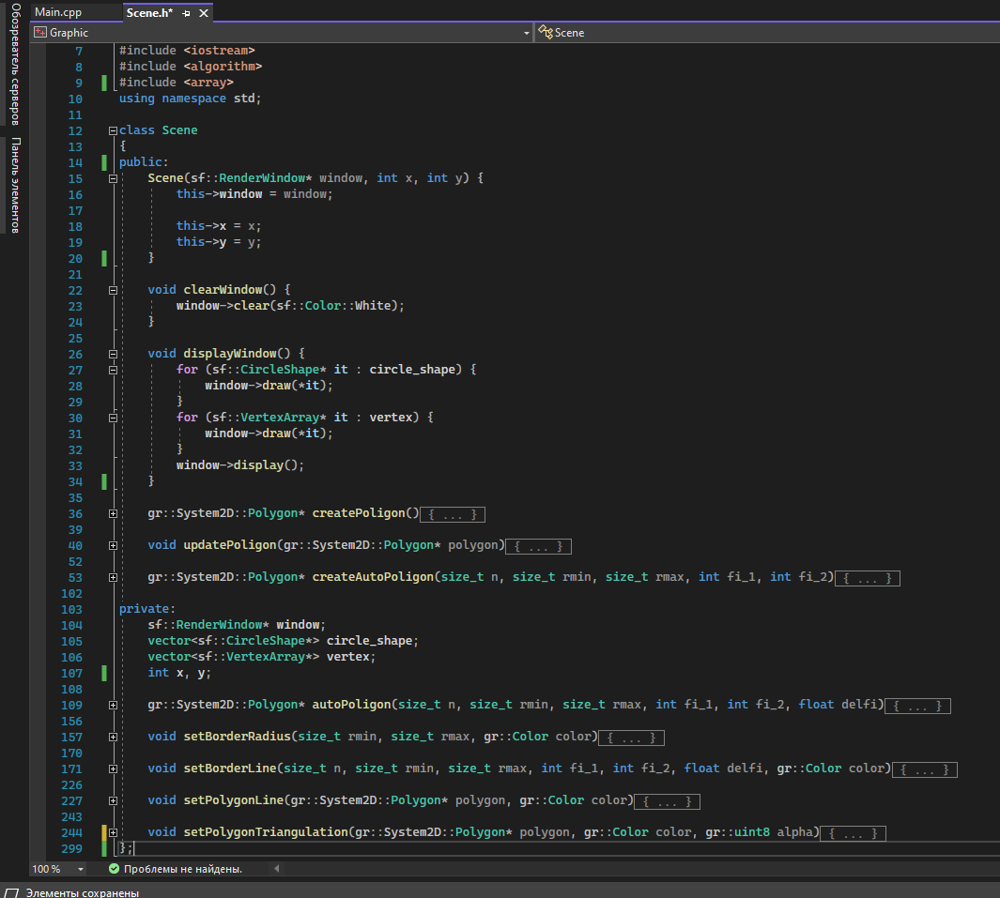 Обозреватель серверов
Панель элементов
Main.cpp
Scene.h*
Graphic
Scene
7 #include <iostream>
8 #include <algorithm>
9 #include <array>
10 using namespace std;
11
12 class Scene
13 {
14 public:
15 Scene(sf::RenderWindow* window, int x, int y) {
16 this->window = window;
17
18 this->x = x;
19 this->y = y;
20 }
21
22 void clearWindow() {
23 window->clear(sf::Color::White);
24 }
25
26 void displayWindow() {
27 for (sf::CircleShape* it : circle_shape) {
28 window->draw(*it);
29 }
30 for (sf::VertexArray* it : vertex) {
31 window->draw(*it);
32 }
33 window->display();
34 }
35
36 gr::System2D::Polygon* createPoligon(){ ... }
39
40 void updatePoligon(gr::System2D::Polygon* polygon){ ... }
52
53 gr::System2D::Polygon* createAutoPoligon(size_t n, size_t rmin, size_t rmax, int fi_1, int fi_2){ ... }
102
103 private:
104 sf::RenderWindow* window;
105 vector<sf::CircleShape*> circle_shape;
106 vector<sf::VertexArray*> vertex;
107 int x, y;
108
109 gr::System2D::Polygon* autoPoligon(size_t n, size_t rmin, size_t rmax, int fi_1, int fi_2, float delfi){ ... }
156
157 void setBorderRadius(size_t rmin, size_t rmax, gr::Color color){ ... }
170
171 void setBorderLine(size_t n, size_t rmin, size_t rmax, int fi_1, int fi_2, float delfi, gr::Color color){ ... }
226
227 void setPolygonLine(gr::System2D::Polygon* polygon, gr::Color color){ ... }
243
244 void setPolygonTriangulation(gr::System2D::Polygon* polygon, gr::Color color, gr::uint8 alpha){ ... }
299 };
100 %
Проблемы не найдены.
Элементы сохранены